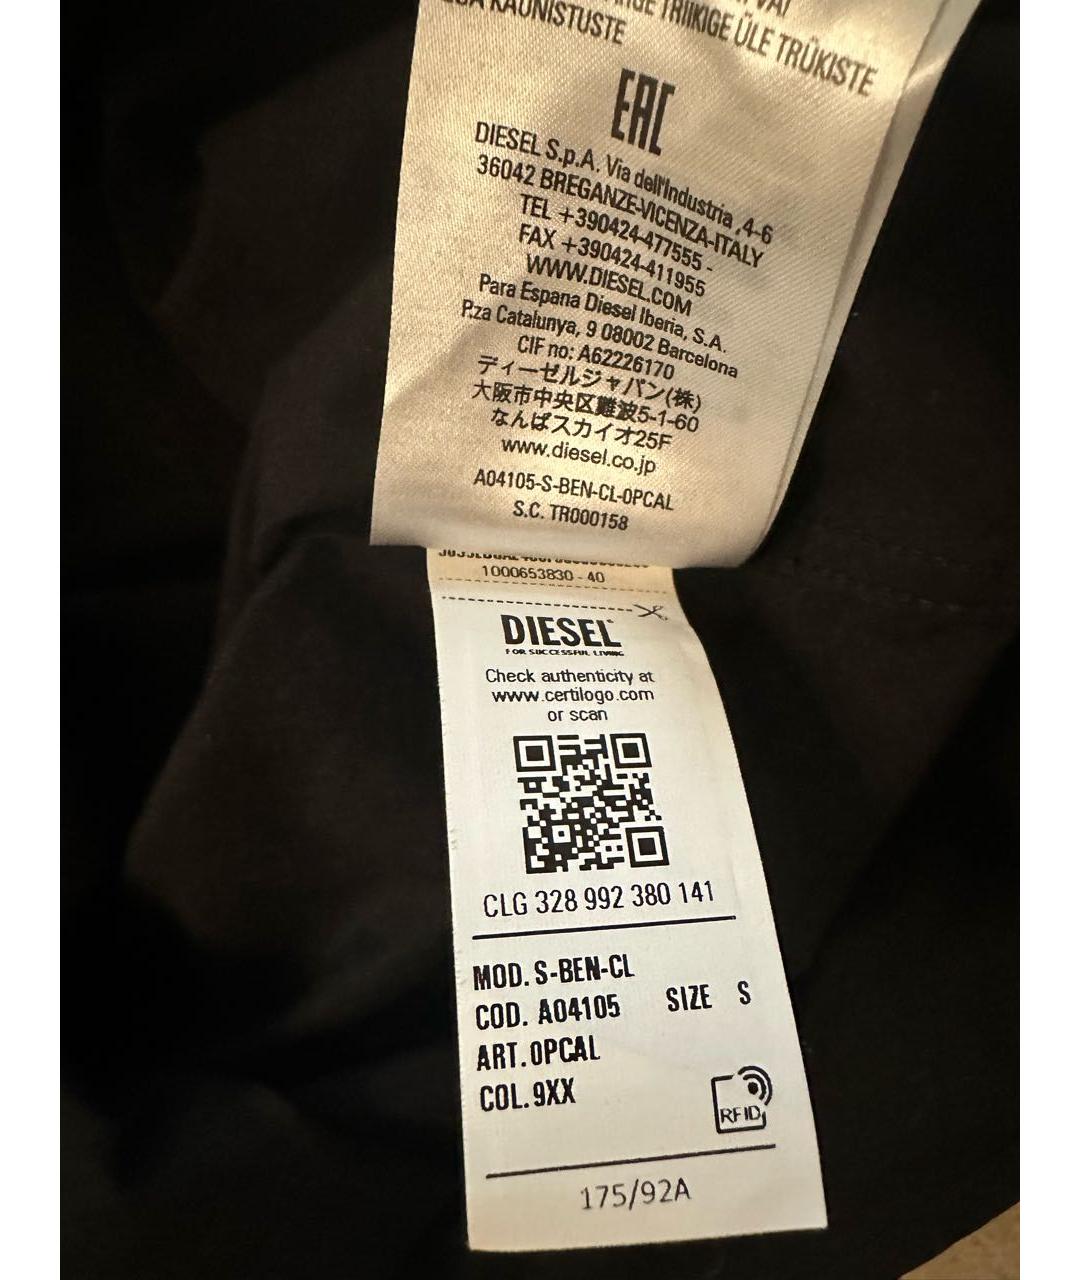 TRIIKIGE ÜLE TRÜKISTE
KAUNISTUSTE
EAC
DIESEL S.p.A. Via dell'Industria ,4-6
36042 BREGANZE-VICENZA-ITALY
TEL +390424-477555 -
FAX +390424-411955
WWW.DIESEL.COM
Para Espana Diesel Iberia, S.A.
P.za Catalunya, 9 08002 Barcelona
CIF no: A62226170
ディーゼルジャパン(株)
大阪市中央区難波5-1-60
なんばスカイオ25F
www.diesel.co.jp
A04105-S-BEN-CL-0PCAL
S.C. TR000158
1000653830 - 40
DIESEL
FOR SUCCESSFUL LIVING
Check authenticity at
www.certilogo.com
or scan
CLG 328 992 380 141
MOD. S-BEN-CL
COD. A04105 SIZE S
ART.0PCAL
COL.9XX
RFID
175/92A